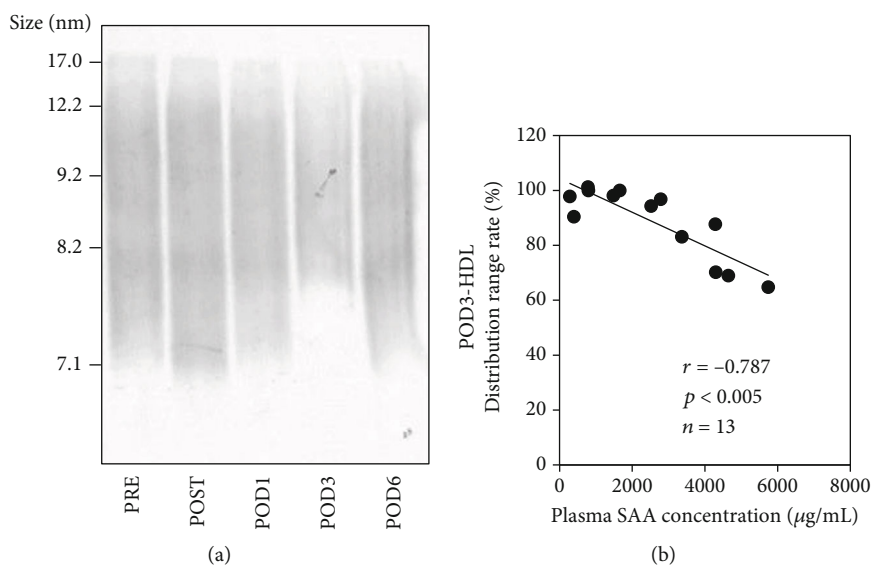 Size (nm)
17.0
12.2
9.2
8.2
7.1
PRE
POST
POD1
POD3
POD6
(a)
POD3-HDL
Distribution range rate (%)
120
100
80
60
40
20
0
r = –0.787
p < 0.005
n = 13
0 2000 4000 6000 8000
Plasma SAA concentration (μg/mL)
(b)